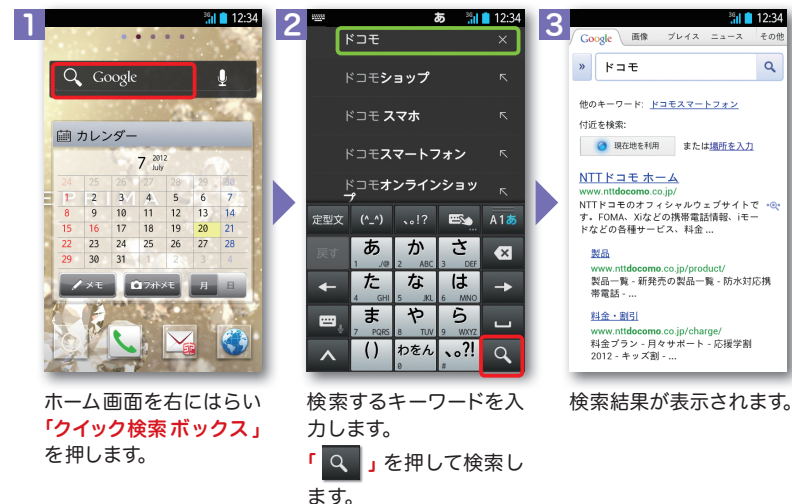 1
3G 12:34
Google
カレンダー
7 2012 July
24 25 26 27 28 29 30
1 2 3 4 5 6 7
8 9 10 11 12 13 14
15 16 17 18 19 20 21
22 23 24 25 26 27 28
29 30 31 1 2 3 4
メモ フォトメモ 月 日
ホーム画面を右にはらい
「クイック検索ボックス」
を押します。
2
あ 3G 12:34
ドコモ ×
ドコモショップ
ドコモ スマホ
ドコモスマートフォン
ドコモオンラインショッ
プ
定型文 (^_^) 、。!? A1あ
戻す あ か さ
1 ./@ 2 ABC 3 DEF
← た な は →
4 GHI 5 JKL 6 MNO
ま や ら
7 PQRS 8 TUV 9 WXYZ
() わをん 、。?!
0 #
検索するキーワードを入
力します。
「 」を押して検索し
ます。
3
3G 12:34
Google 画像 プレイス ニュース その他
» ドコモ
他のキーワード: ドコモスマートフォン
付近を検索:
現在地を利用 または場所を入力
NTTドコモ ホーム
www.nttdocomo.co.jp/
NTTドコモのオフィシャルウェブサイトで
す。FOMA、Xiなどの携帯電話情報、iモー
ドなどの各種サービス、料金 ...
製品
www.nttdocomo.co.jp/product/
製品一覧 - 新発売の製品一覧 - 防水対応携
帯電話 - ...
料金・割引
www.nttdocomo.co.jp/charge/
料金プラン - 月々サポート - 応援学割
2012 - キッズ割 - ...
検索結果が表示されます。